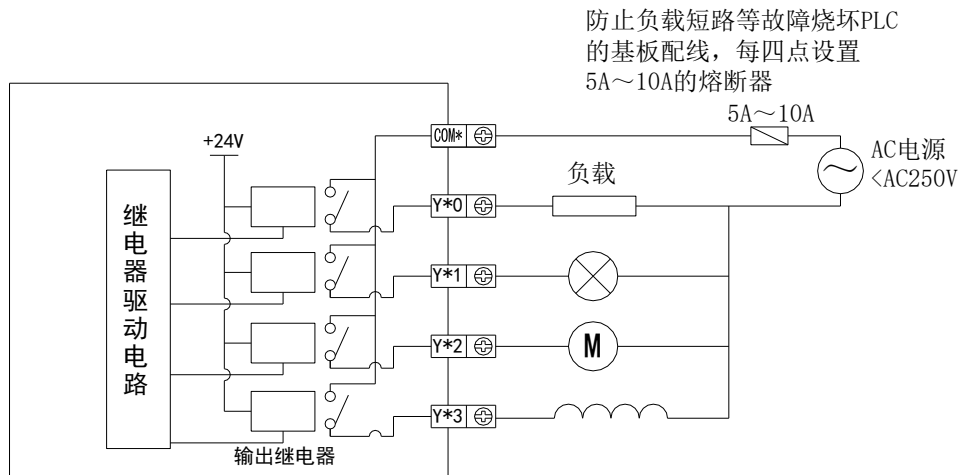 防止负载短路等故障烧坏PLC
的基板配线，每四点设置
5A～10A的熔断器
5A～10A
COM*
+24V
AC电源
<AC250V
负载
Y*0
继电器驱动电路
Y*1
Y*2
M
Y*3
输出继电器